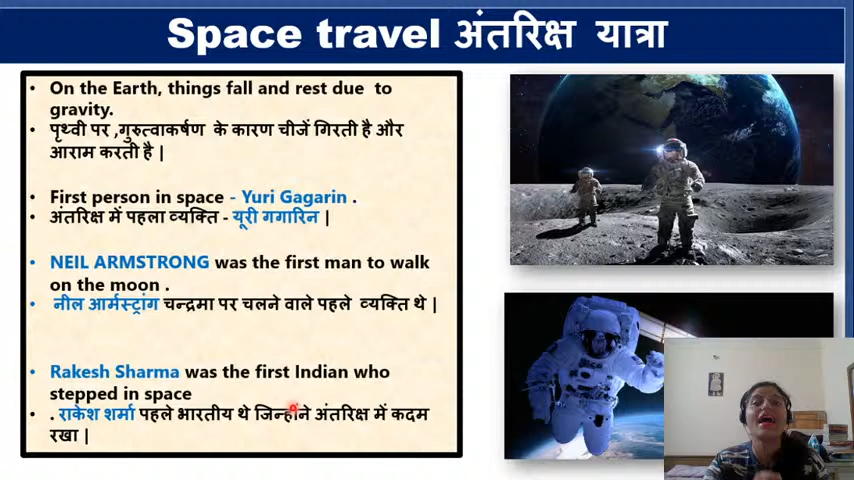 Space travel अंतरिक्ष यात्रा
• On the Earth, things fall and rest due to
gravity.
• पृथ्वी पर ,गुरुत्वाकर्षण के कारण चीजें गिरती है और
आराम करती है |
• First person in space - Yuri Gagarin .
• अंतरिक्ष में पहला व्यक्ति - यूरी गगारिन |
• NEIL ARMSTRONG was the first man to walk
on the moon .
• नील आर्मस्ट्रांग चन्द्रमा पर चलने वाले पहले व्यक्ति थे |
• Rakesh Sharma was the first Indian who
stepped in space
• . राकेश शर्मा पहले भारतीय थे जिन्होंने अंतरिक्ष में कदम
रखा |